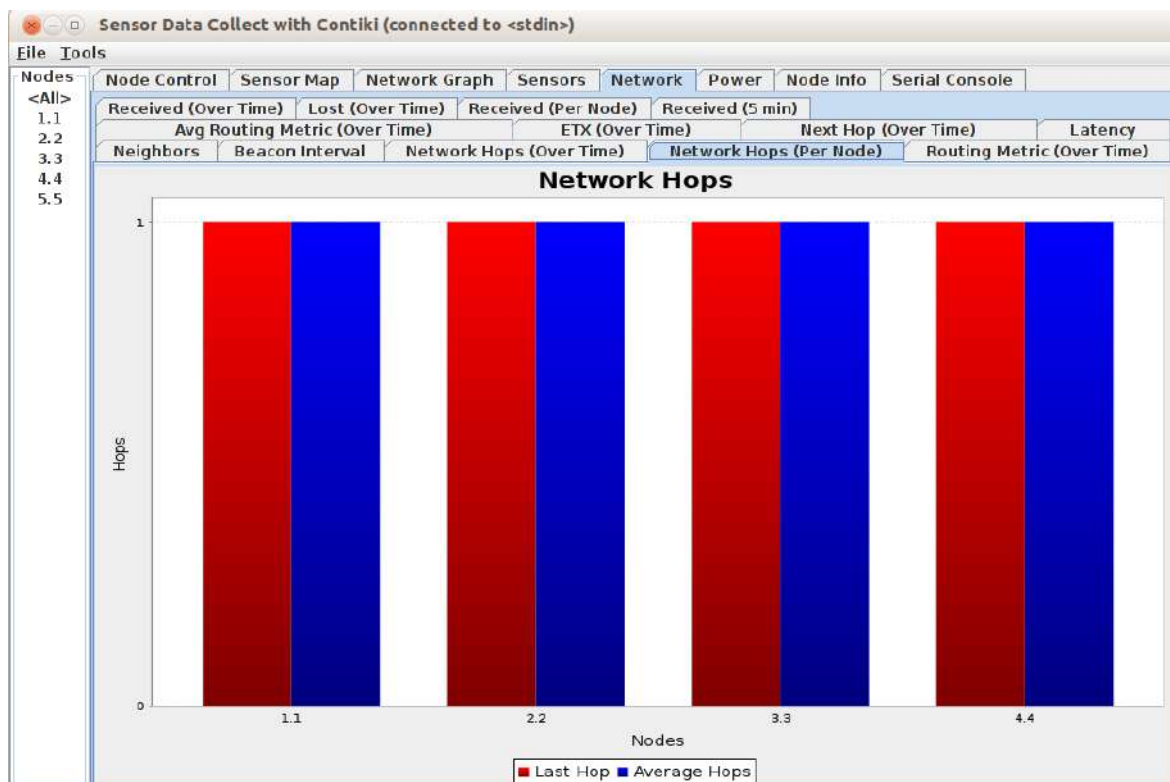 Sensor Data Collect with Contiki (connected to <stdin>)
File Tools
Nodes
<All>
1.1
2.2
3.3
4.4
5.5
Node Control Sensor Map Network Graph Sensors Network Power Node Info Serial Console
Received (Over Time) Lost (Over Time) Received (Per Node) Received (5 min)
Avg Routing Metric (Over Time) ETX (Over Time) Next Hop (Over Time) Latency
Neighbors Beacon Interval Network Hops (Over Time) Network Hops (Per Node) Routing Metric (Over Time)
Network Hops
1
Hops
0
1.1 2.2 3.3 4.4
Nodes
Last Hop Average Hops